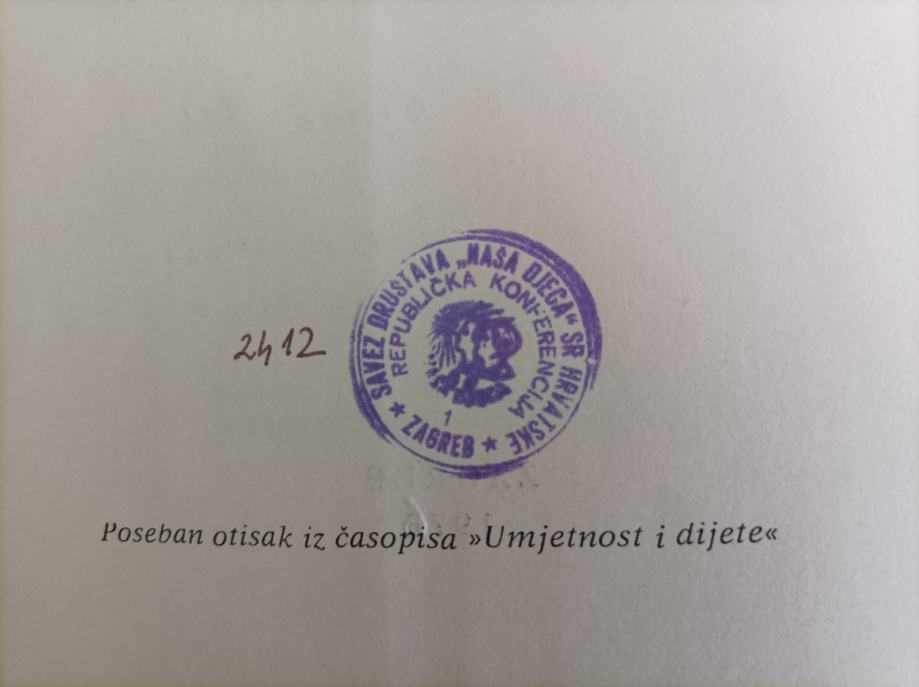 SAVEZ DRUŠTAVA „NAŠA DJECA“ SR HRVATSKE
REPUBLIČKA KONFERENCIJA
1
★ ZAGREB ★
2412
Poseban otisak iz časopisa »Umjetnost i dijete«